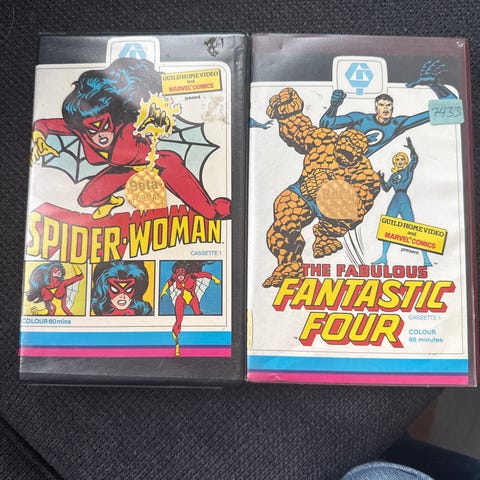 GUILD HOME VIDEO
and
MARVEL COMICS
present
Beta
SPIDER-WOMAN
CASSETTE 1
COLOUR 60 mins
7433
GUILD HOME VIDEO
and
MARVEL COMICS
present
THE FABULOUS
FANTASTIC
FOUR
CASSETTE 1
COLOUR
66 minutes